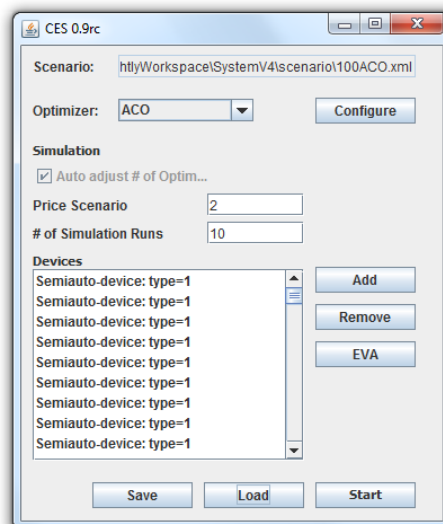 CES 0.9rc
Scenario: htlyWorkspace\SystemV4\scenario\100ACO.xml
Optimizer: ACO Configure
Simulation
Auto adjust # of Optim...
Price Scenario 2
# of Simulation Runs 10
Devices
Semiauto-device: type=1 Add
Semiauto-device: type=1
Semiauto-device: type=1 Remove
Semiauto-device: type=1
Semiauto-device: type=1 EVA
Semiauto-device: type=1
Semiauto-device: type=1
Semiauto-device: type=1
Semiauto-device: type=1
Save Load Start